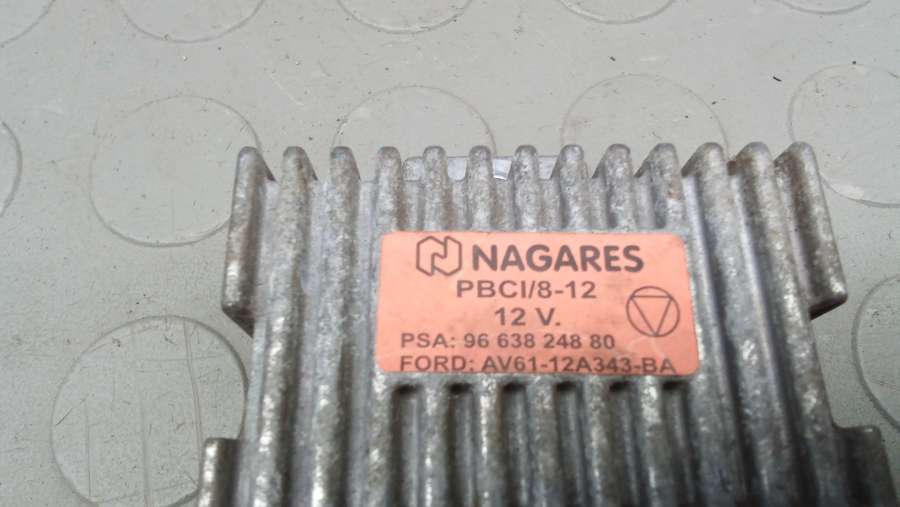 NAGARES
PBCI/8-12
12 V.
PSA: 96 638 248 80
FORD: AV61-12A343-BA